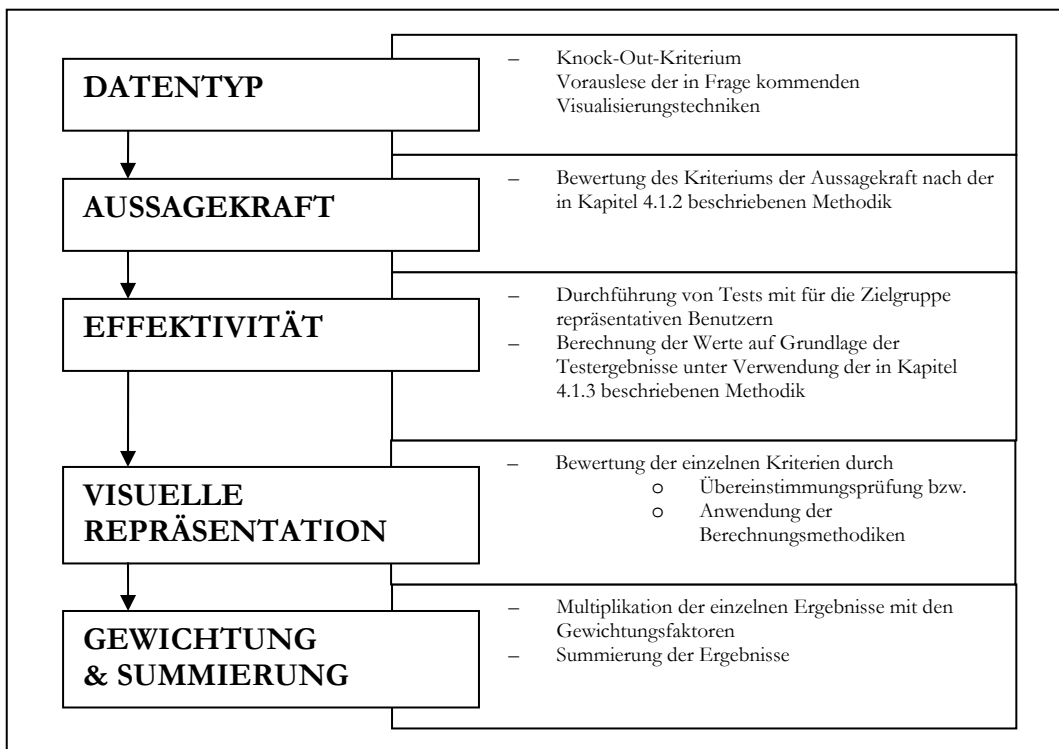 DATENTYP
– Knock-Out-Kriterium
Vorauslese der in Frage kommenden
Visualisierungstechniken
AUSSAGEKRAFT
– Bewertung des Kriteriums der Aussagekraft nach der
in Kapitel 4.1.2 beschriebenen Methodik
EFFEKTIVITÄT
– Durchführung von Tests mit für die Zielgruppe
repräsentativen Benutzern
– Berechnung der Werte auf Grundlage der
Testergebnisse unter Verwendung der in Kapitel
4.1.3 beschriebenen Methodik
VISUELLE
REPRÄSENTATION
– Bewertung der einzelnen Kriterien durch
o Übereinstimmungsprüfung bzw.
o Anwendung der
Berechnungsmethodiken
GEWICHTUNG
& SUMMIERUNG
– Multiplikation der einzelnen Ergebnisse mit den
Gewichtungsfaktoren
– Summierung der Ergebnisse